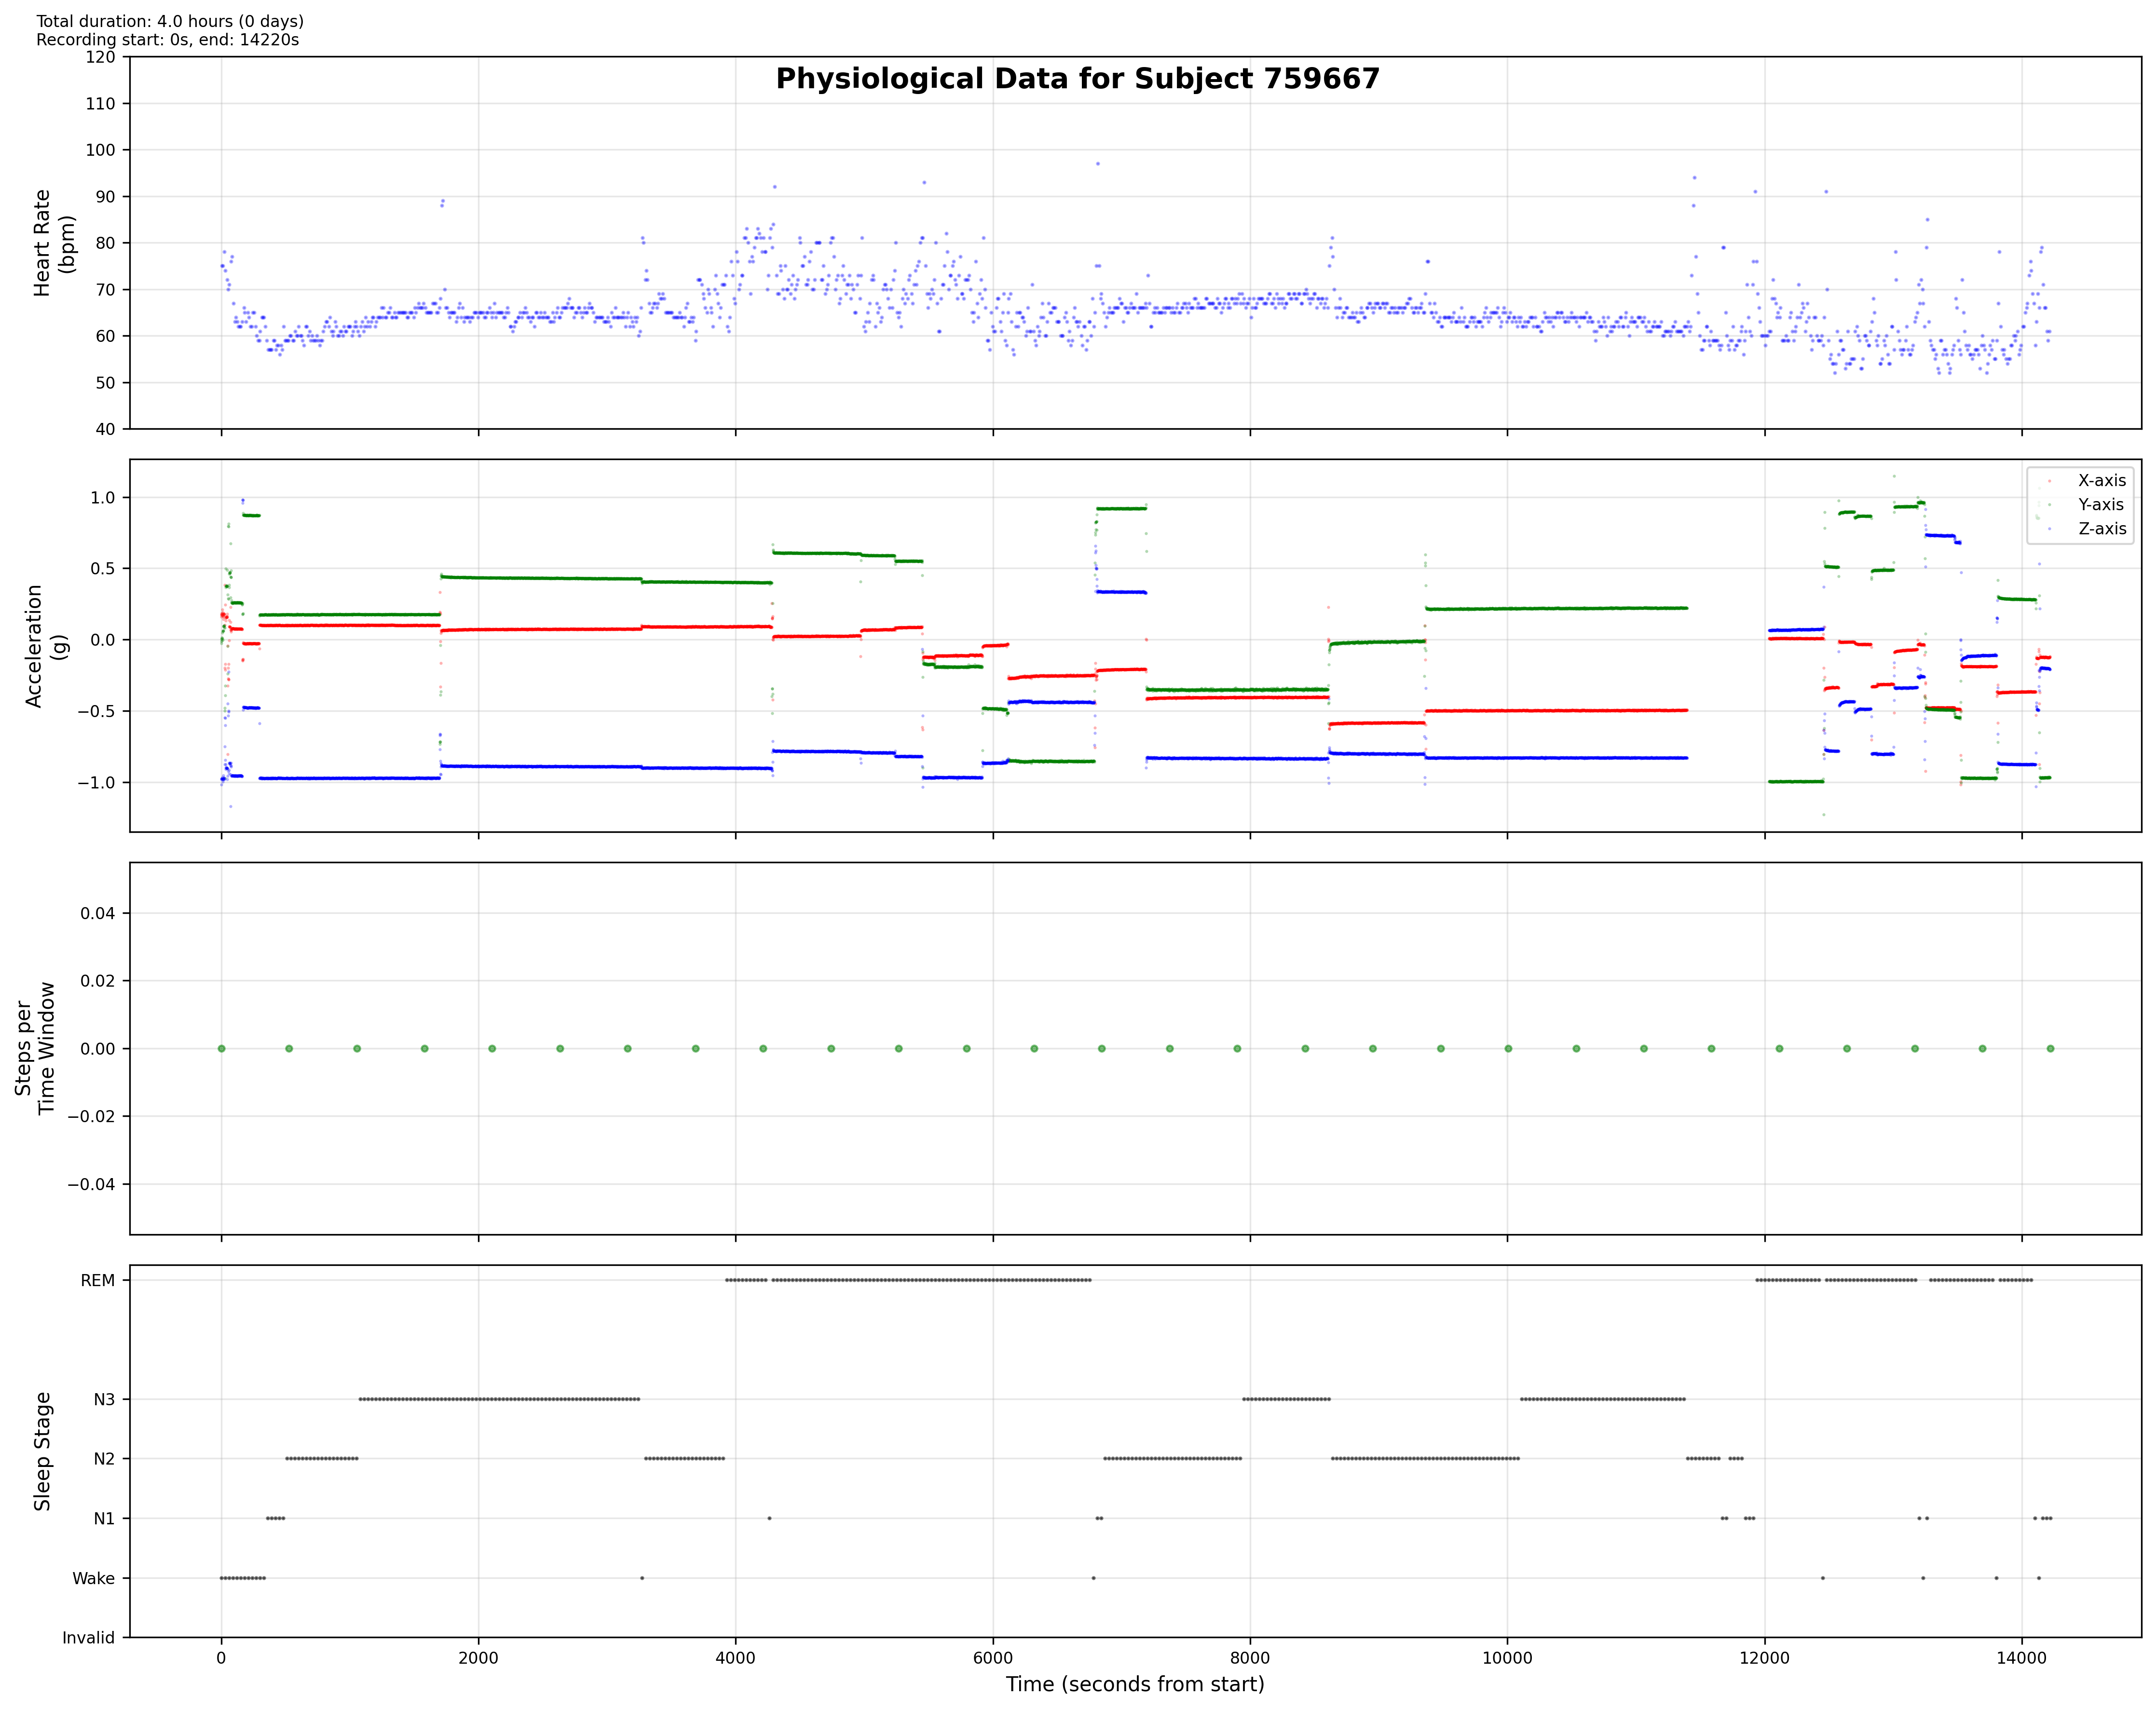 Total duration: 4.0 hours (0 days)
Recording start: 0s, end: 14220s
Physiological Data for Subject 759667
120
110
100
90
80
70
60
50
40
Heart Rate
(bpm)
1.0
0.5
0.0
−0.5
−1.0
Acceleration
(g)
X-axis
Y-axis
Z-axis
0.04
0.02
0.00
−0.02
−0.04
Steps per
Time Window
REM
N3
N2
N1
Wake
Invalid
Sleep Stage
0 2000 4000 6000 8000 10000 12000 14000
Time (seconds from start)